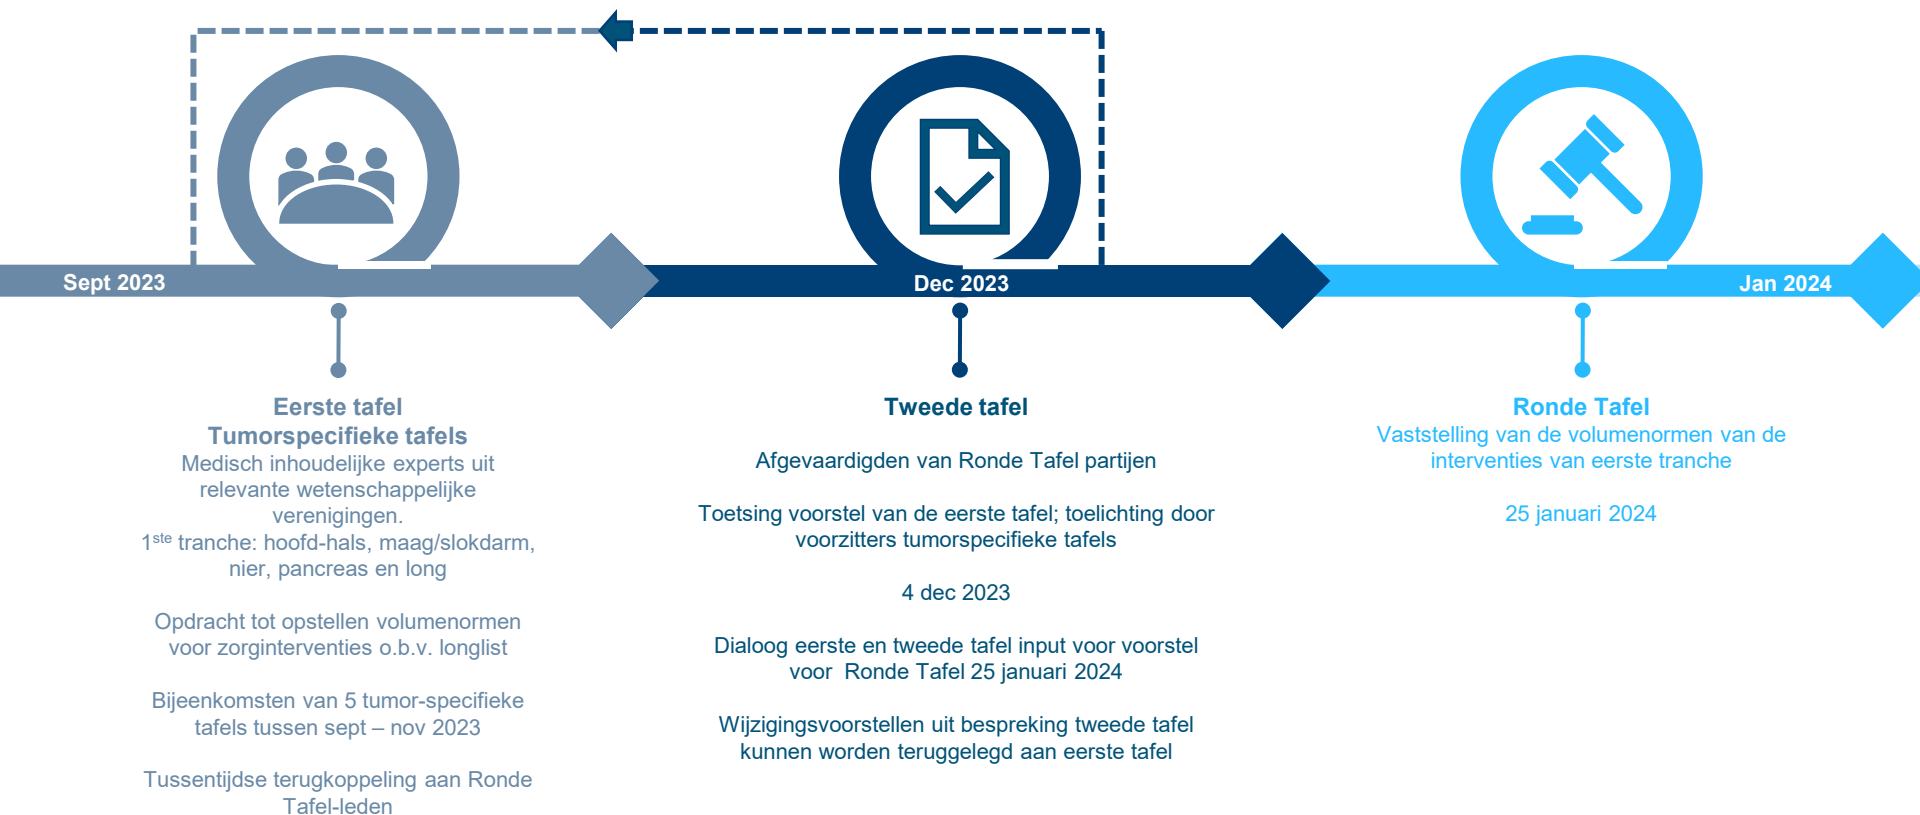 Sept 2023
Dec 2023
Jan 2024
Eerste tafel
Tumorspecifieke tafels
Medisch inhoudelijke experts uit
relevante wetenschappelijke
verenigingen.
1ste tranche: hoofd-hals, maag/slokdarm,
nier, pancreas en long
Opdracht tot opstellen volumenormen
voor zorginterventies o.b.v. longlist
Bijeenkomsten van 5 tumor-specifieke
tafels tussen sept – nov 2023
Tussentijdse terugkoppeling aan Ronde
Tafel-leden
Tweede tafel
Afgevaardigden van Ronde Tafel partijen
Toetsing voorstel van de eerste tafel; toelichting door
voorzitters tumorspecifieke tafels
4 dec 2023
Dialoog eerste en tweede tafel input voor voorstel
voor  Ronde Tafel 25 januari 2024
Wijzigingsvoorstellen uit bespreking tweede tafel
kunnen worden teruggelegd aan eerste tafel
Ronde Tafel
Vaststelling van de volumenormen van de
interventies van eerste tranche
25 januari 2024